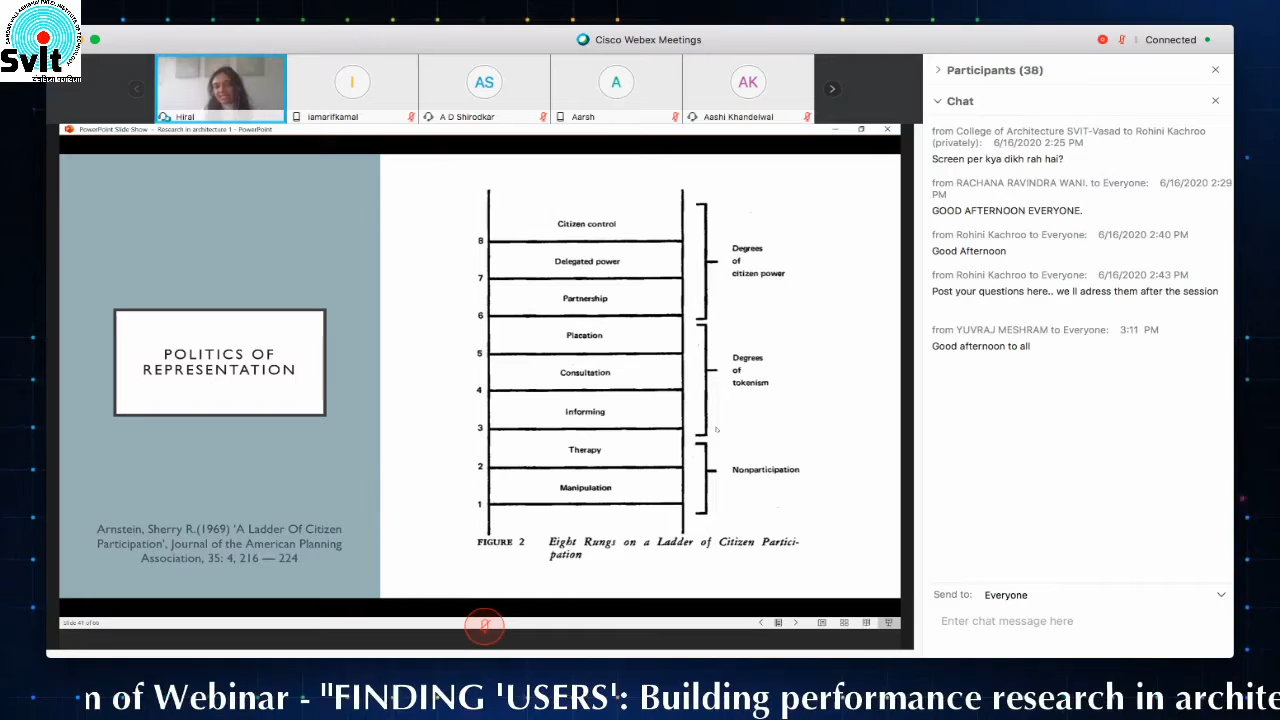 SVIT
Cisco Webex Meetings
Connected
Hiral
I
iamarifkamal
AS
A D Shirodkar
A
Aarsh
AK
Aashi Khandelwal
PowerPoint Slide Show - Research in architecture 1 - PowerPoint
POLITICS OF
REPRESENTATION
Arnstein, Sherry R.(1969) 'A Ladder Of Citizen
Participation', Journal of the American Planning
Association, 35: 4, 216 — 224
Citizen control
8
Delegated power
7
Partnership
6
Placation
5
Consultation
4
Informing
3
Therapy
2
Manipulation
1
Degrees
of
citizen power
Degrees
of
tokenism
Nonparticipation
FIGURE 2 Eight Rungs on a Ladder of Citizen Partici-
pation
Slide 41 of 66
Participants (38)
Chat
from College of Architecture SVIT-Vasad to Rohini Kachroo
(privately): 6/16/2020 2:25 PM
Screen per kya dikh rah hai?
from RACHANA RAVINDRA WANI. to Everyone: 6/16/2020 2:29
PM
GOOD AFTERNOON EVERYONE.
from Rohini Kachroo to Everyone: 6/16/2020 2:40 PM
Good Afternoon
from Rohini Kachroo to Everyone: 6/16/2020 2:43 PM
Post your questions here.. we ll adress them after the session
from YUVRAJ MESHRAM to Everyone: 3:11 PM
Good afternoon to all
Send to: Everyone
Enter chat message here
n of Webinar - "FINDING 'USERS': Building performance research in archite